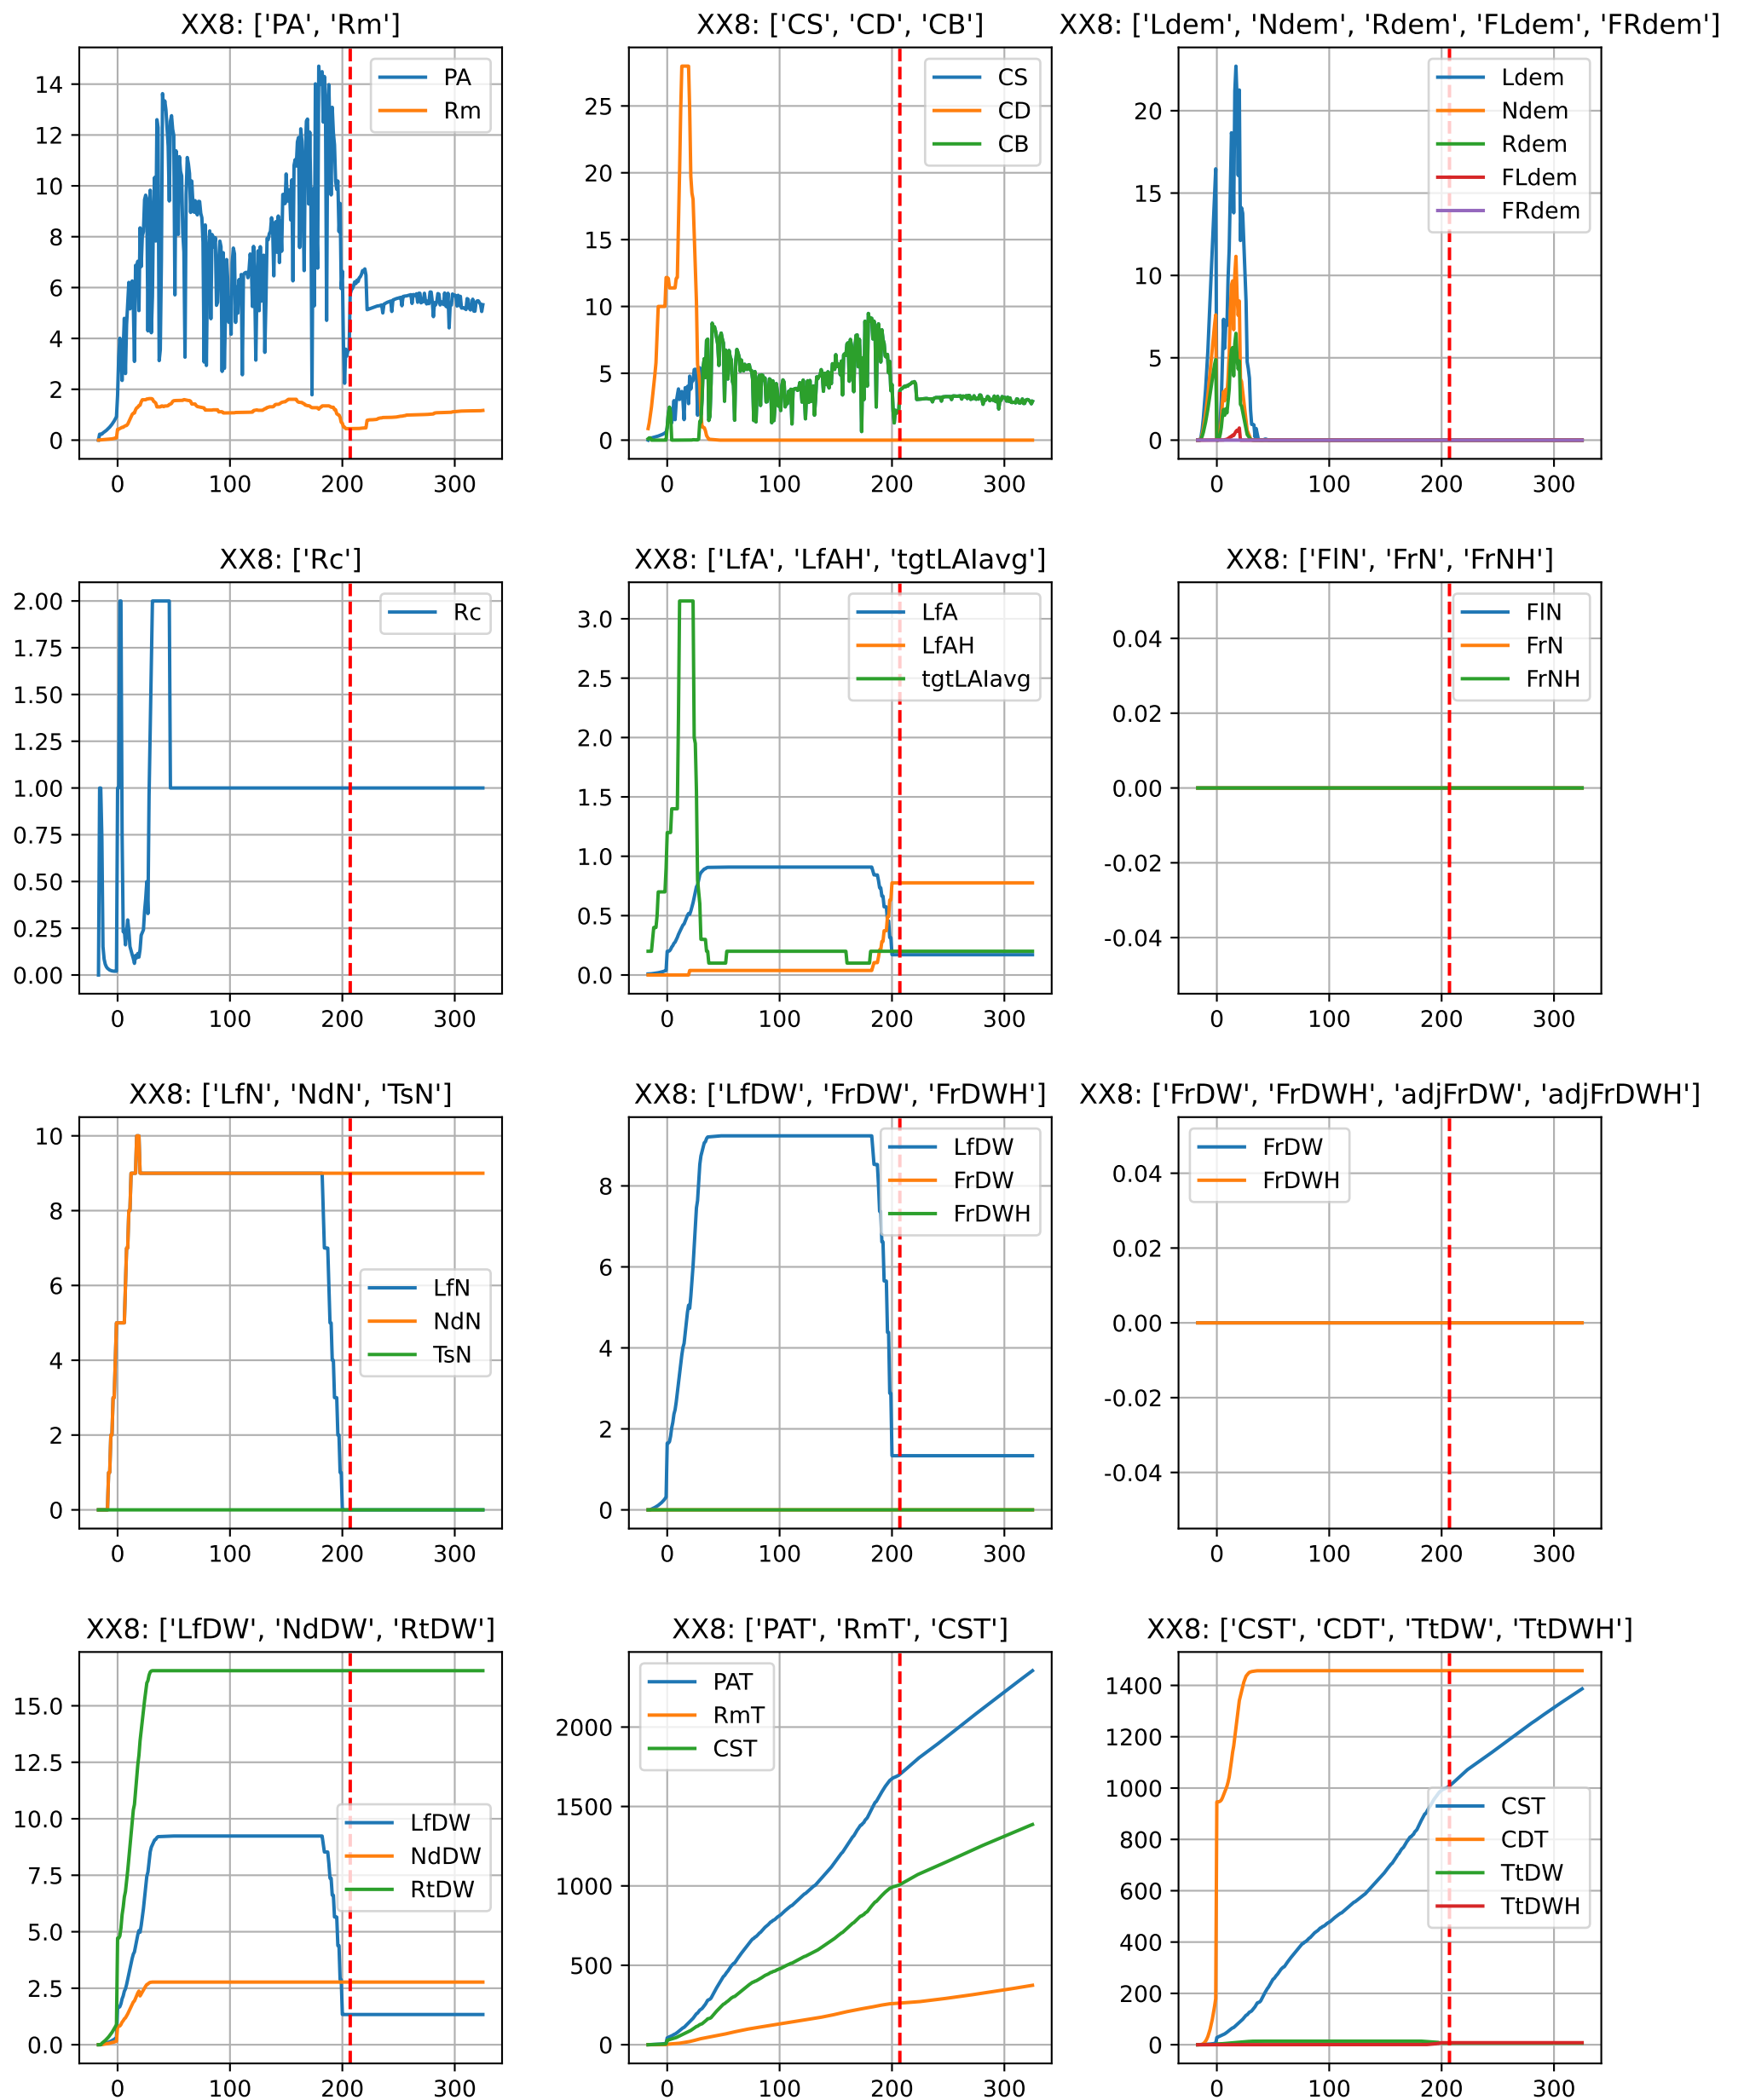 XX8: ['PA', 'Rm']
14
12
10
8
6
4
2
0
0 100 200 300
PA
Rm
XX8: ['CS', 'CD', 'CB']
25
20
15
10
5
0
0 100 200 300
CS
CD
CB
XX8: ['Ldem', 'Ndem', 'Rdem', 'FLdem', 'FRdem']
20
15
10
5
0
0 100 200 300
Ldem
Ndem
Rdem
FLdem
FRdem
XX8: ['Rc']
2.00
1.75
1.50
1.25
1.00
0.75
0.50
0.25
0.00
0 100 200 300
Rc
XX8: ['LfA', 'LfAH', 'tgtLAIavg']
3.0
2.5
2.0
1.5
1.0
0.5
0.0
0 100 200 300
LfA
LfAH
tgtLAIavg
XX8: ['FlN', 'FrN', 'FrNH']
0.04
0.02
0.00
-0.02
-0.04
0 100 200 300
FlN
FrN
FrNH
XX8: ['LfN', 'NdN', 'TsN']
10
8
6
4
2
0
0 100 200 300
LfN
NdN
TsN
XX8: ['LfDW', 'FrDW', 'FrDWH']
8
6
4
2
0
0 100 200 300
LfDW
FrDW
FrDWH
XX8: ['FrDW', 'FrDWH', 'adjFrDW', 'adjFrDWH']
0.04
0.02
0.00
-0.02
-0.04
0 100 200 300
FrDW
FrDWH
XX8: ['LfDW', 'NdDW', 'RtDW']
15.0
12.5
10.0
7.5
5.0
2.5
0.0
0 100 200 300
LfDW
NdDW
RtDW
XX8: ['PAT', 'RmT', 'CST']
2000
1500
1000
500
0
0 100 200 300
PAT
RmT
CST
XX8: ['CST', 'CDT', 'TtDW', 'TtDWH']
1400
1200
1000
800
600
400
200
0
0 100 200 300
CST
CDT
TtDW
TtDWH